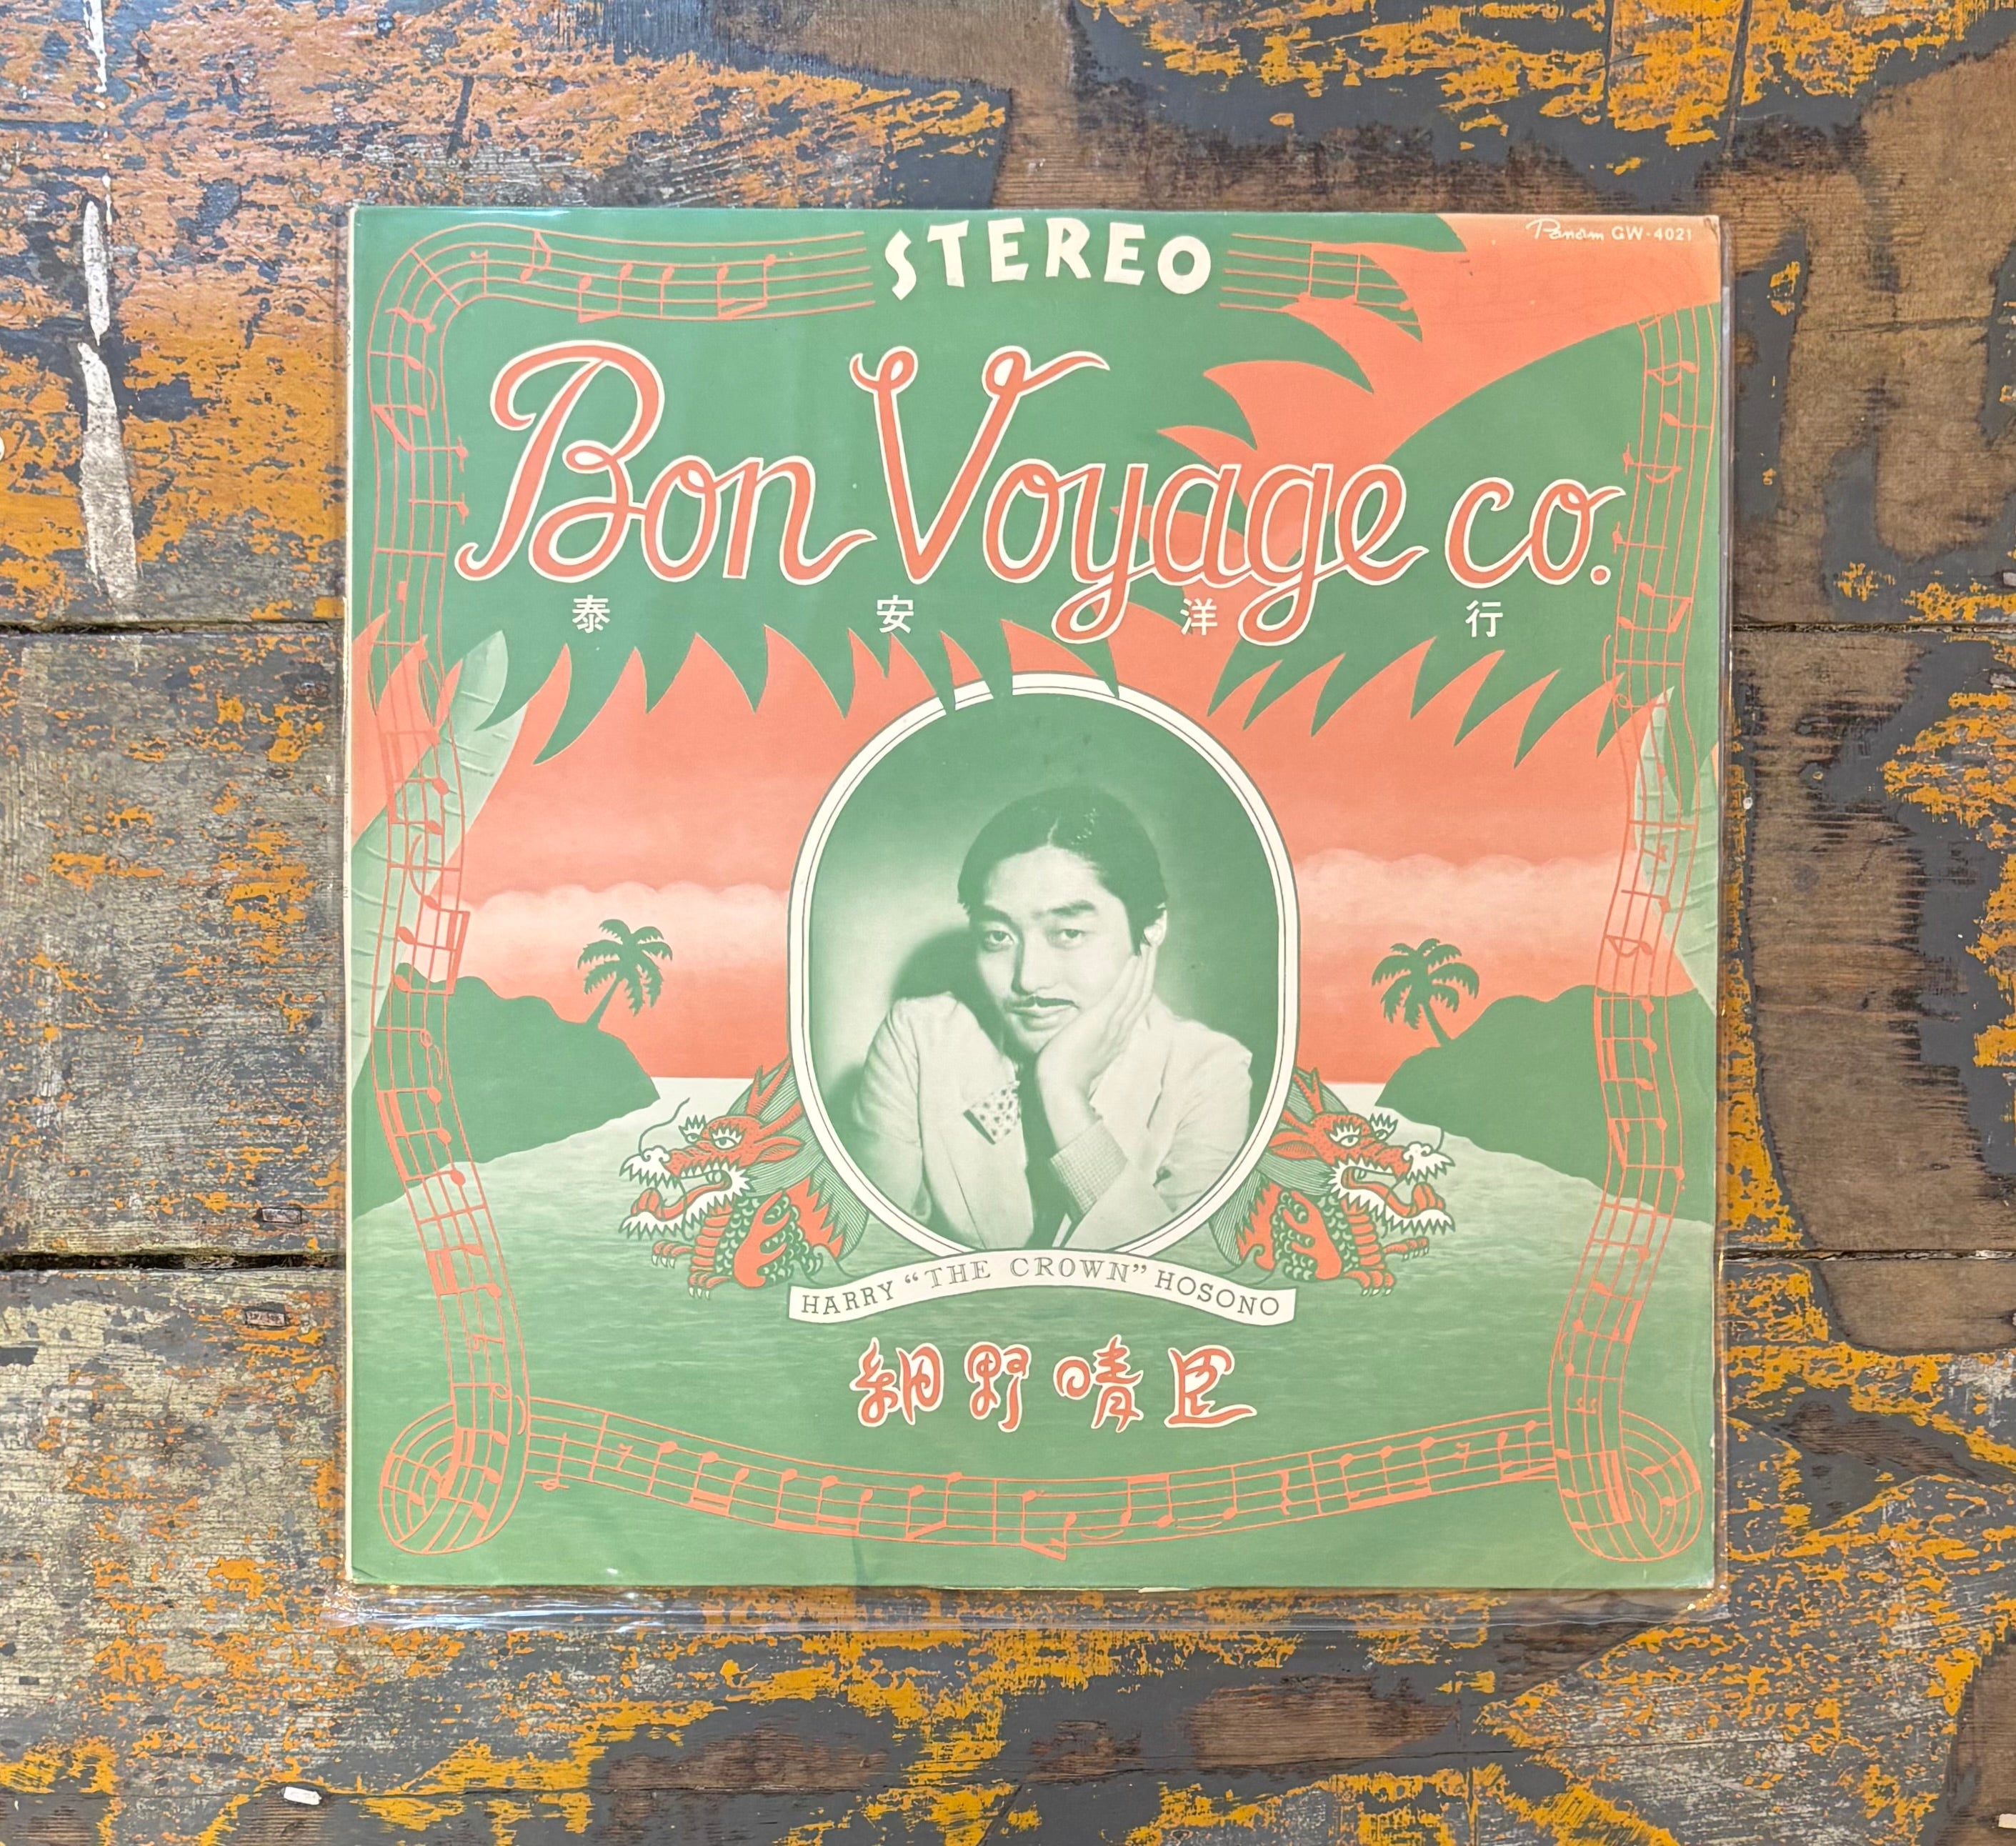 Panam GW-4021
STEREO
Bon Voyage co.
泰安洋行
HARRY “THE CROWN” HOSONO
細野晴臣